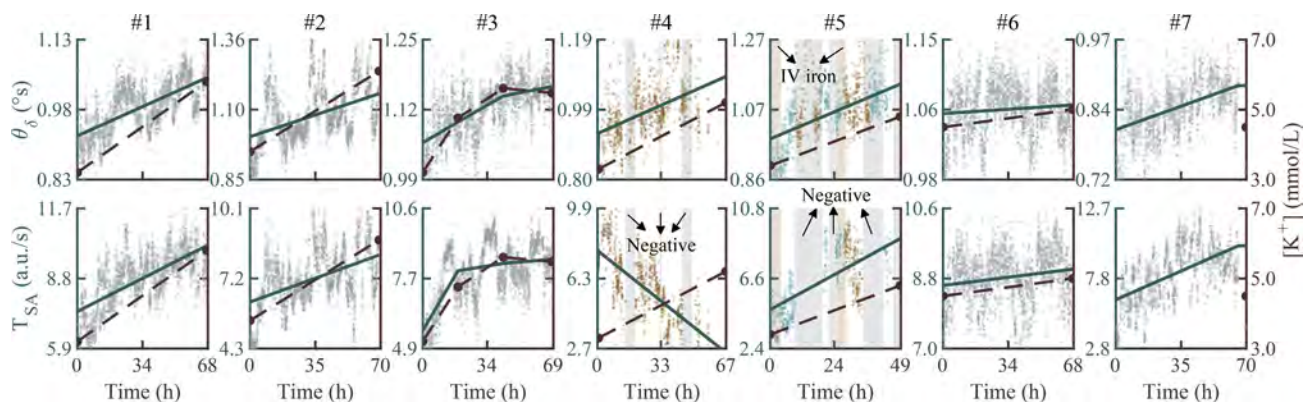 #1 #2 #3 #4 #5 #6 #7
1.13 1.36 1.25 1.19 1.27 1.15 0.97 7.0
IV iron
θδ (°/s) 0.98 1.10 1.12 0.99 1.06 1.06 0.84 5.0
0.83 0.85 0.99 0.80 0.86 0.98 0.72 3.0
[K+] (mmol/L)
Negative
11.7 10.1 10.6 9.9 10.8 10.8 12.7 7.0
Negative
TSA (a.u./s) 8.8 7.2 7.7 6.3 6.6 8.8 7.8 5.0
5.9 4.3 4.9 2.7 2.4 7.0 2.8 3.0
0 34 68 0 35 70 0 34 69 0 33 67 0 24 49 0 34 68 0 35 70
Time (h) Time (h) Time (h) Time (h) Time (h) Time (h) Time (h)